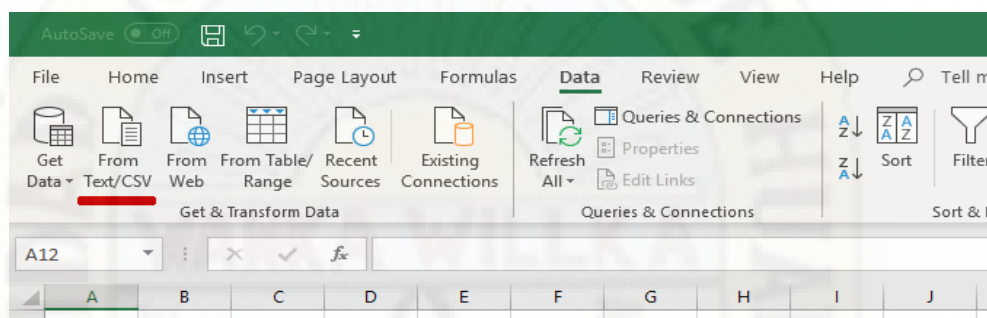 AutoSave Off
File Home Insert Page Layout Formulas Data Review View Help Tell
Get Data From Text/CSV From Web From Table/ Range Recent Sources Existing Connections Refresh All Queries & Connections Properties Edit Links Sort Filter
Get & Transform Data Queries & Connections Sort &
A12 fx
A B C D E F G H I J